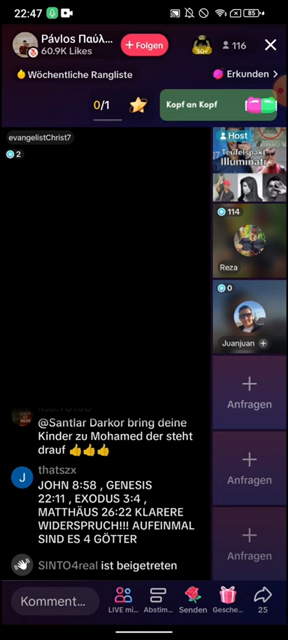 22:47
85
Pávlos Παύλ...
60.9K Likes
+ Folgen
30+
116
Wöchentliche Rangliste
Erkunden >
0/1
Kopf an Kopf
evangelistChrist7
2
Host
Teufelspakt
Illuminati
114
Reza
0
Juanjuan
Anfragen
Anfragen
Anfragen
@Santlar Darkor bring deine
Kinder zu Mohamed der steht
drauf 👍👍👍
J
thatszx
JOHN 8:58 , GENESIS
22:11 , EXODUS 3:4 ,
MATTHÄUS 26:22 KLARERE
WIDERSPRUCH!!! AUFEINMAL
SIND ES 4 GÖTTER
SINTO4real ist beigetreten
Komment...
LIVE mi...
Abstim...
Senden
Gesche...
25